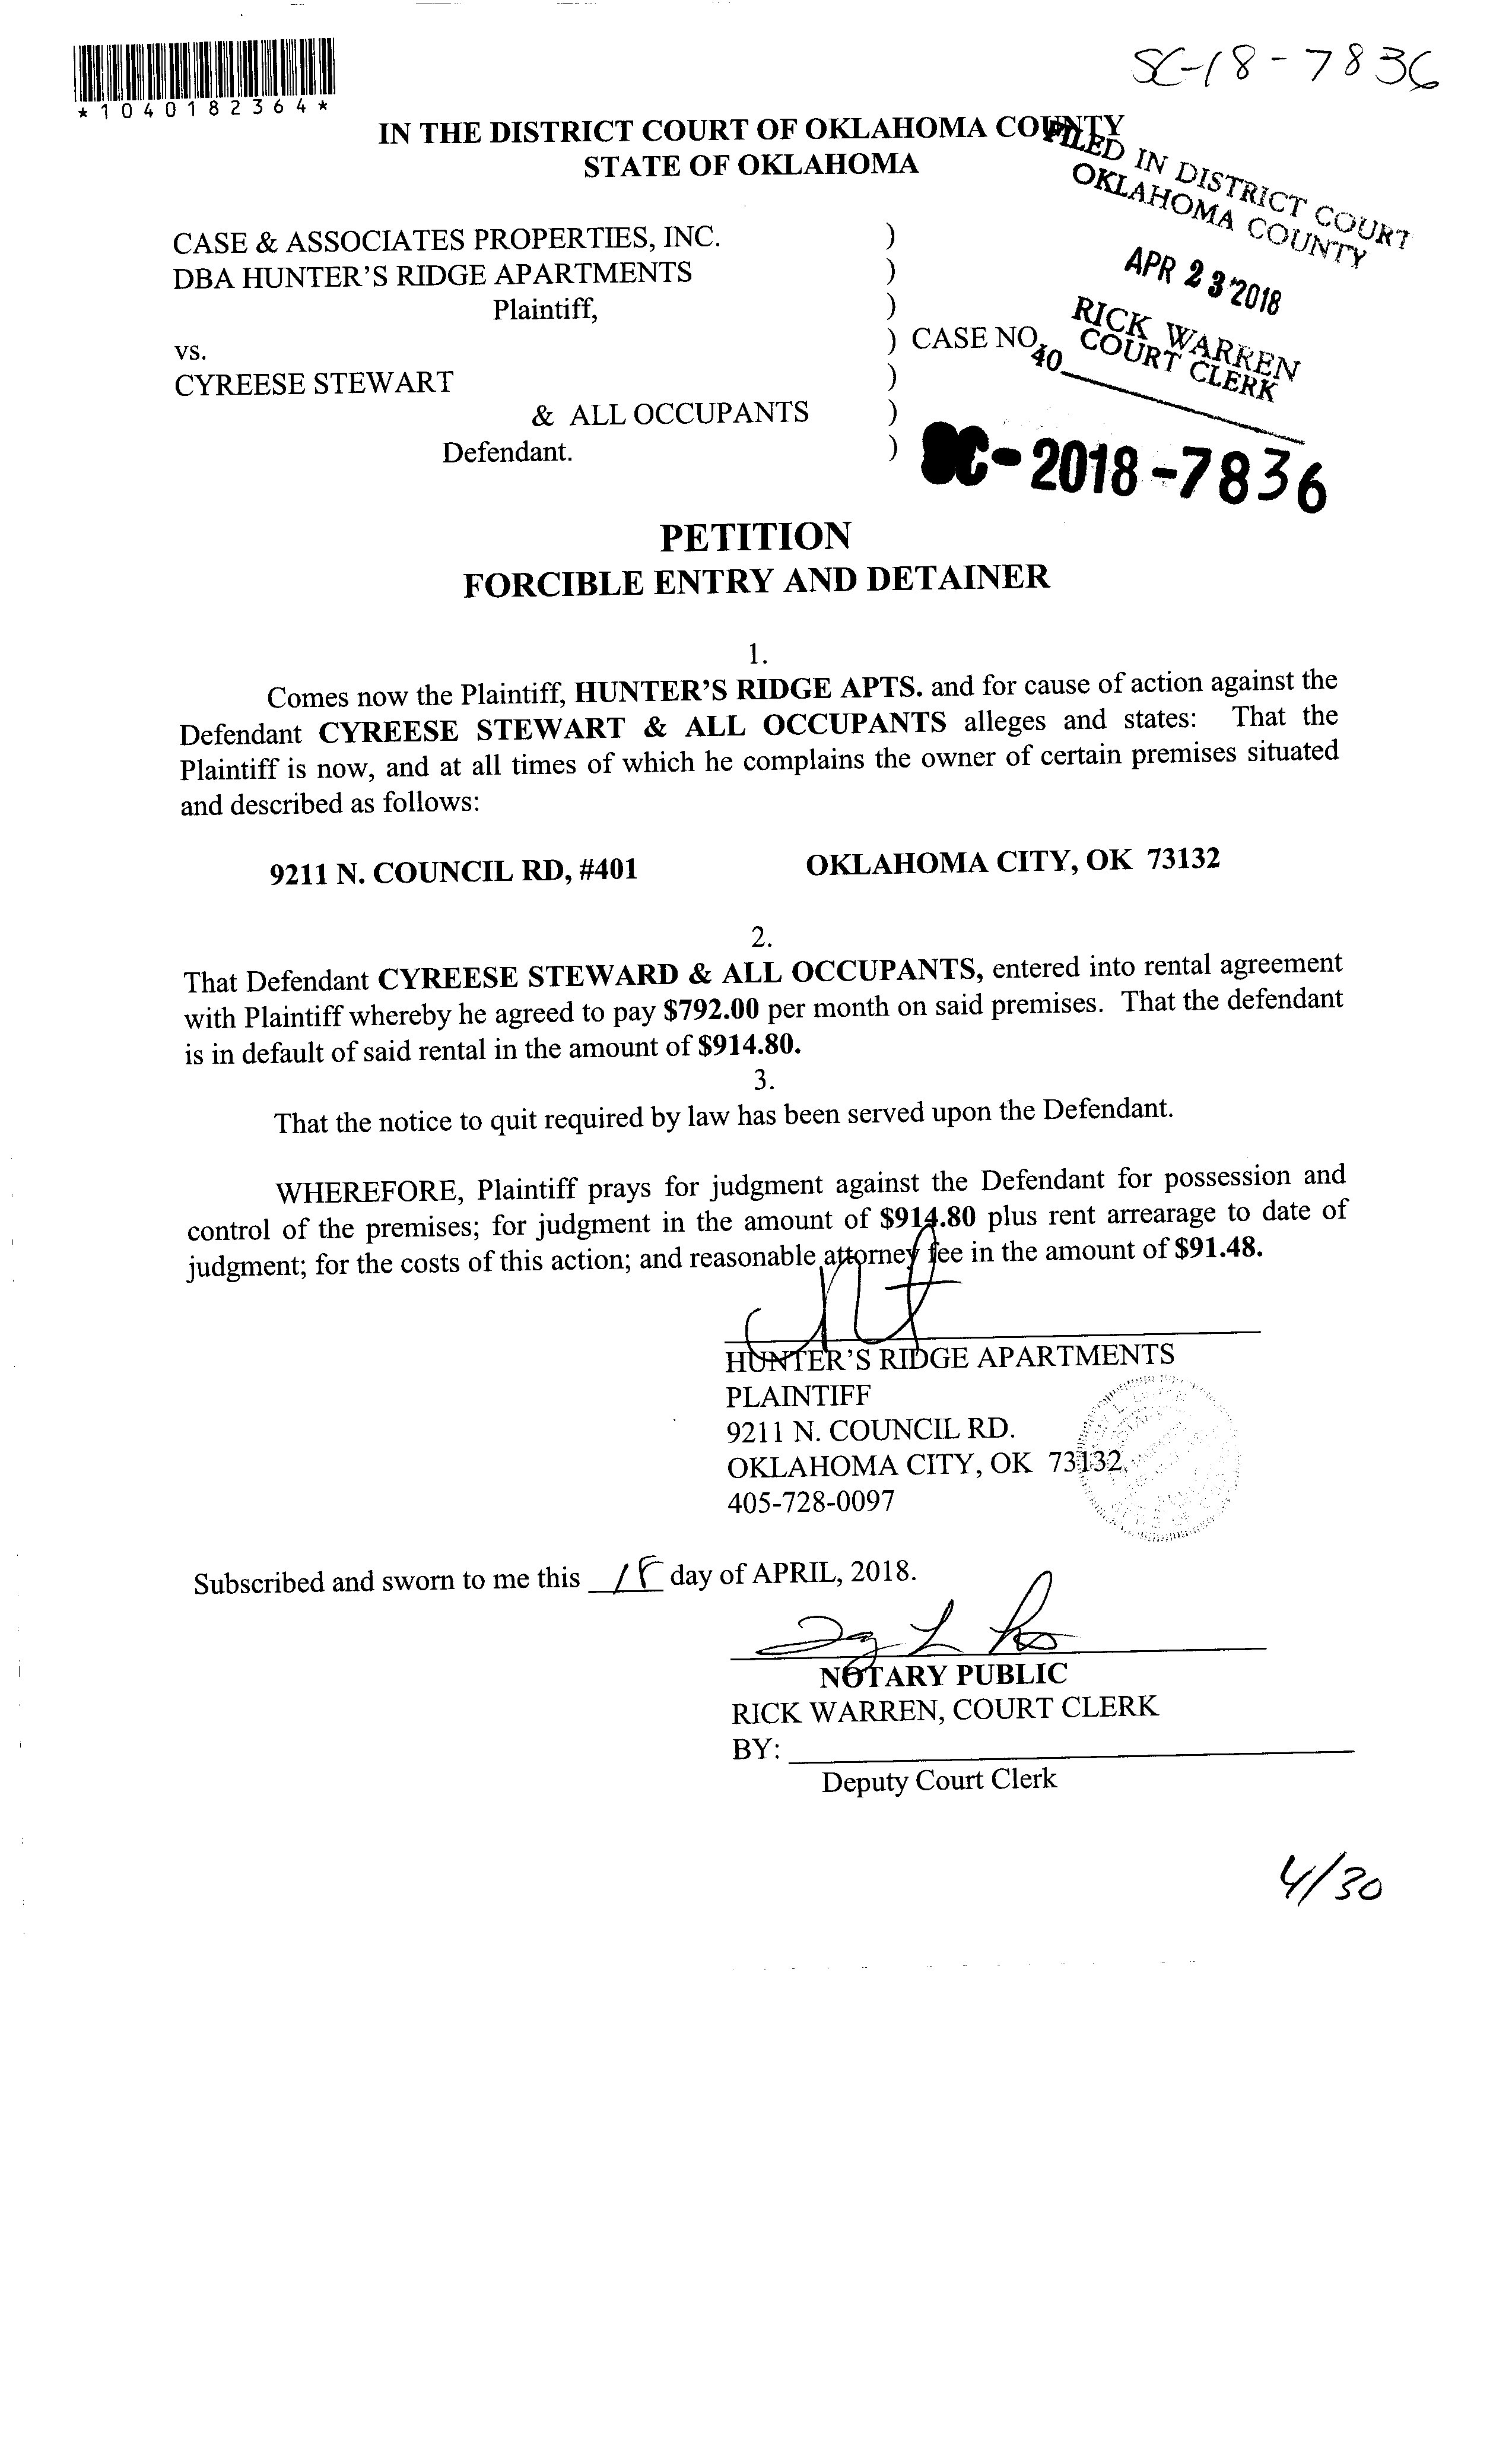 SC-18-7836
*1040182364*
IN THE DISTRICT COURT OF OKLAHOMA COUNTY
STATE OF OKLAHOMA
FILED IN DISTRICT COURT
OKLAHOMA COUNTY
APR 23 2018
RICK WARREN
COURT CLERK
40
CASE & ASSOCIATES PROPERTIES, INC. )
DBA HUNTER'S RIDGE APARTMENTS )
Plaintiff, )
vs. ) CASE NO.
CYREESE STEWART )
& ALL OCCUPANTS )
Defendant. )
SC-2018-7836
PETITION
FORCIBLE ENTRY AND DETAINER
1.
Comes now the Plaintiff, HUNTER'S RIDGE APTS. and for cause of action against the
Defendant CYREESE STEWART & ALL OCCUPANTS alleges and states: That the
Plaintiff is now, and at all times of which he complains the owner of certain premises situated
and described as follows:
9211 N. COUNCIL RD, #401 OKLAHOMA CITY, OK 73132
2.
That Defendant CYREESE STEWARD & ALL OCCUPANTS, entered into rental agreement
with Plaintiff whereby he agreed to pay $792.00 per month on said premises. That the defendant
is in default of said rental in the amount of $914.80.
3.
That the notice to quit required by law has been served upon the Defendant.
WHEREFORE, Plaintiff prays for judgment against the Defendant for possession and
control of the premises; for judgment in the amount of $914.80 plus rent arrearage to date of
judgment; for the costs of this action; and reasonable attorney fee in the amount of $91.48.
HUNTER'S RIDGE APARTMENTS
PLAINTIFF
9211 N. COUNCIL RD.
OKLAHOMA CITY, OK 73132
405-728-0097
Subscribed and sworn to me this 18 day of APRIL, 2018.
NOTARY PUBLIC
RICK WARREN, COURT CLERK
BY:
Deputy Court Clerk
4/30